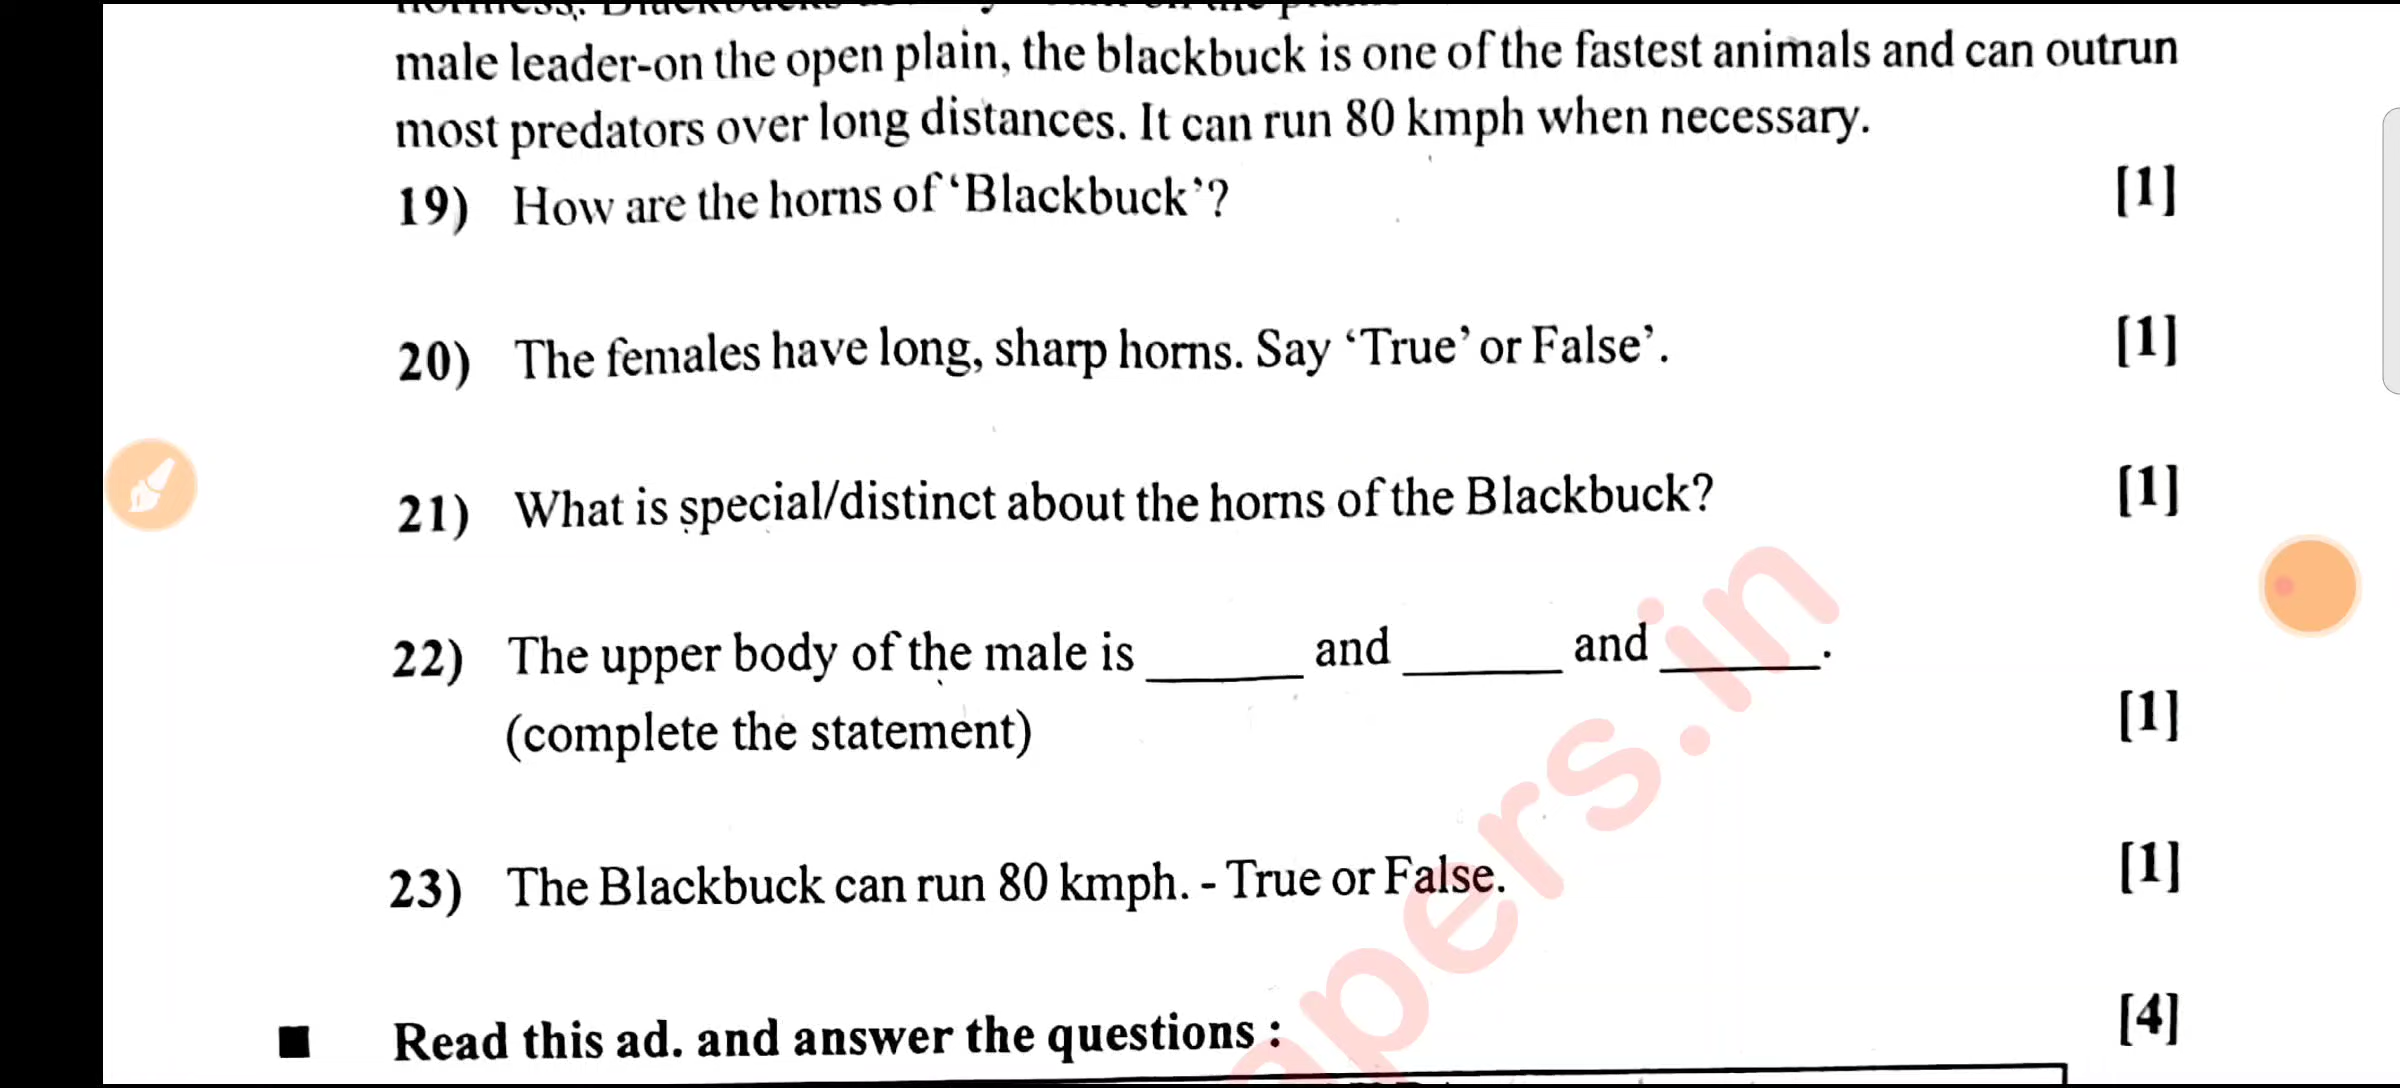 male leader-on the open plain, the blackbuck is one of the fastest animals and can outrun
most predators over long distances. It can run 80 kmph when necessary.
19) How are the horns of ‘Blackbuck’? [1]
20) The females have long, sharp horns. Say ‘True’ or False’. [1]
21) What is special/distinct about the horns of the Blackbuck? [1]
22) The upper body of the male is ______ and ______ and ______.
(complete the statement) [1]
23) The Blackbuck can run 80 kmph. - True or False. [1]
■ Read this ad. and answer the questions : [4]
pers.in